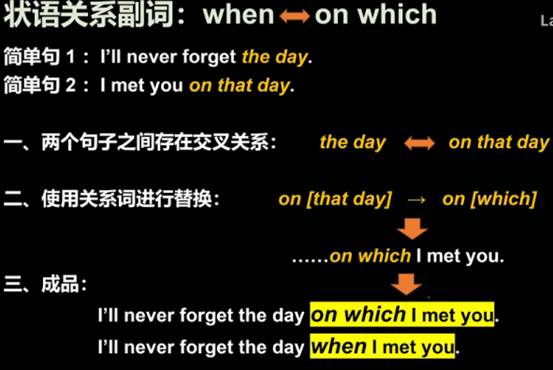 状语关系副词：when ↔ on which
La
简单句 1 ：I'll never forget the day.
简单句 2 ：I met you on that day.
一、两个句子之间存在交叉关系： the day ↔ on that day
二、使用关系词进行替换： on [that day] → on [which]
……on which I met you.
三、成品：
I'll never forget the day on which I met you.
I'll never forget the day when I met you.